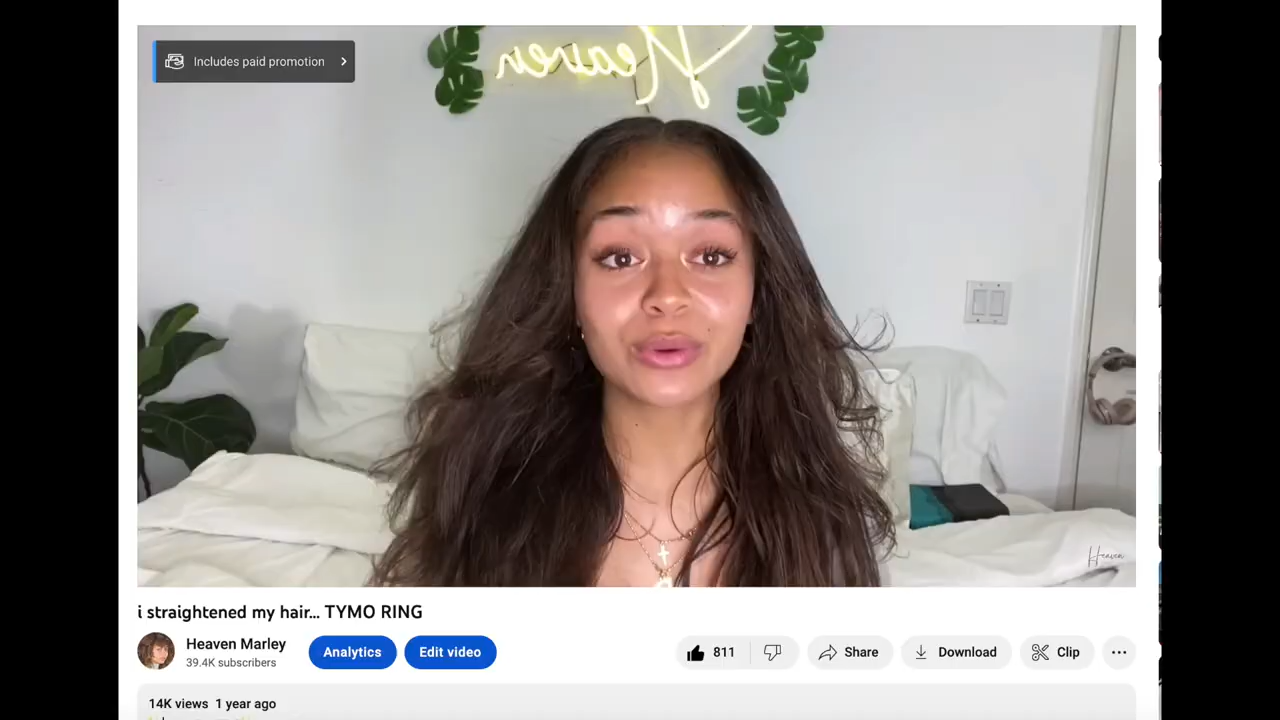 Heaven
Includes paid promotion
Heaven
i straightened my hair... TYMO RING
Heaven Marley
39.4K subscribers
Analytics
Edit video
811
Share
Download
Clip
14K views 1 year ago